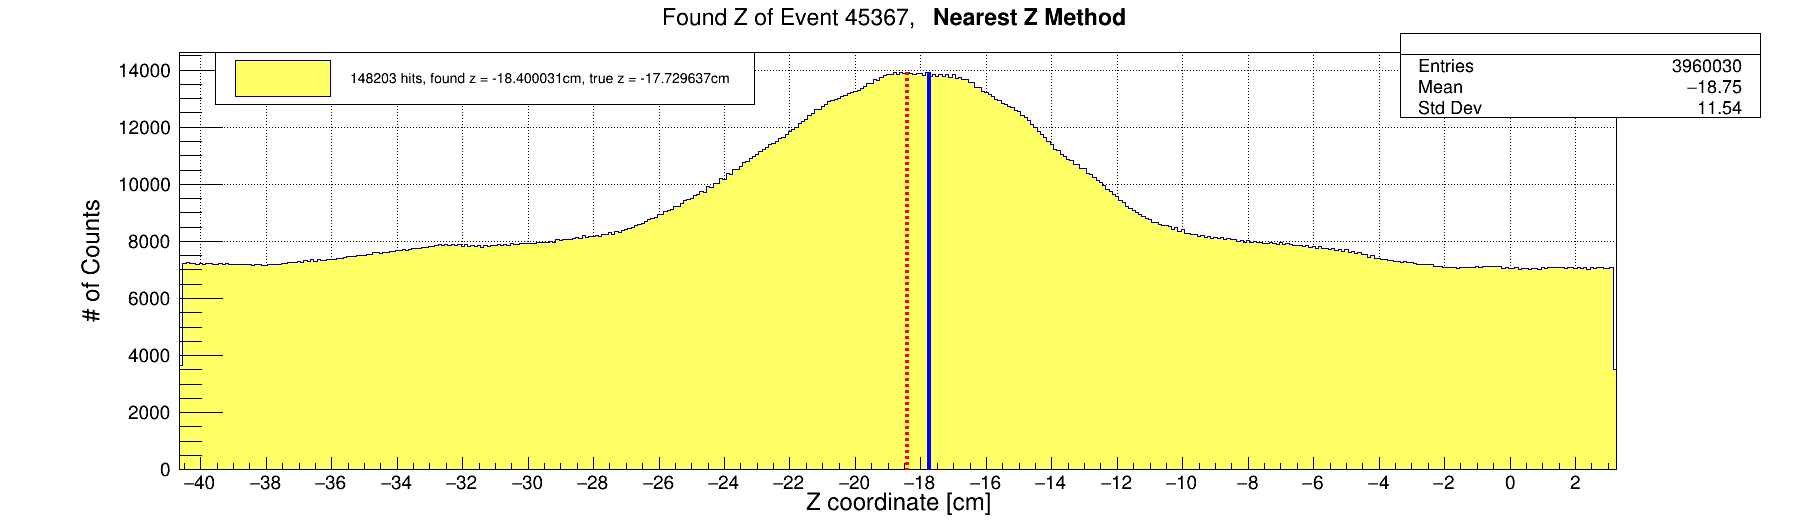 Found Z of Event 45367, Nearest Z Method
148203 hits, found z = -18.400031cm, true z = -17.729637cm
Entries 3960030
Mean −18.75
Std Dev 11.54
# of Counts
14000
12000
10000
8000
6000
4000
2000
0
−40 −38 −36 −34 −32 −30 −28 −26 −24 −22 −20 −18 −16 −14 −12 −10 −8 −6 −4 −2 0 2
Z coordinate [cm]